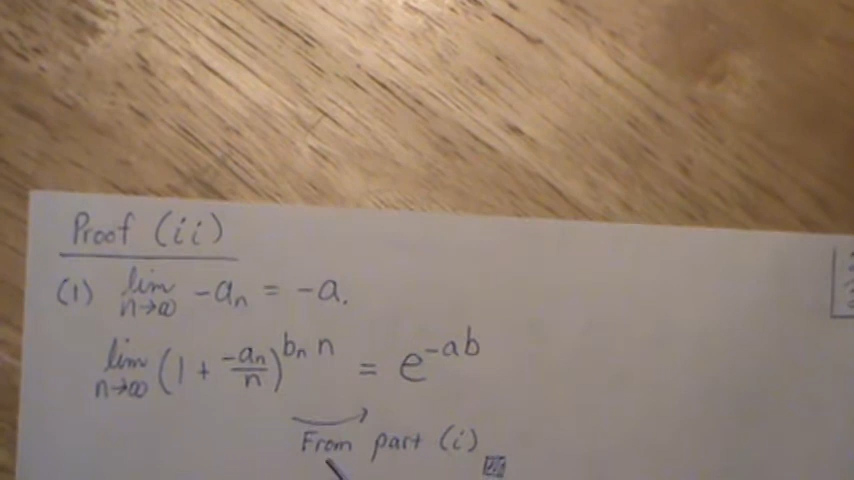 Proof (ii)
(1) lim n→∞ -aₙ = -a.
lim n→∞ (1 + -aₙ/n)^(bₙ n) = e^(-ab)
From part (i)